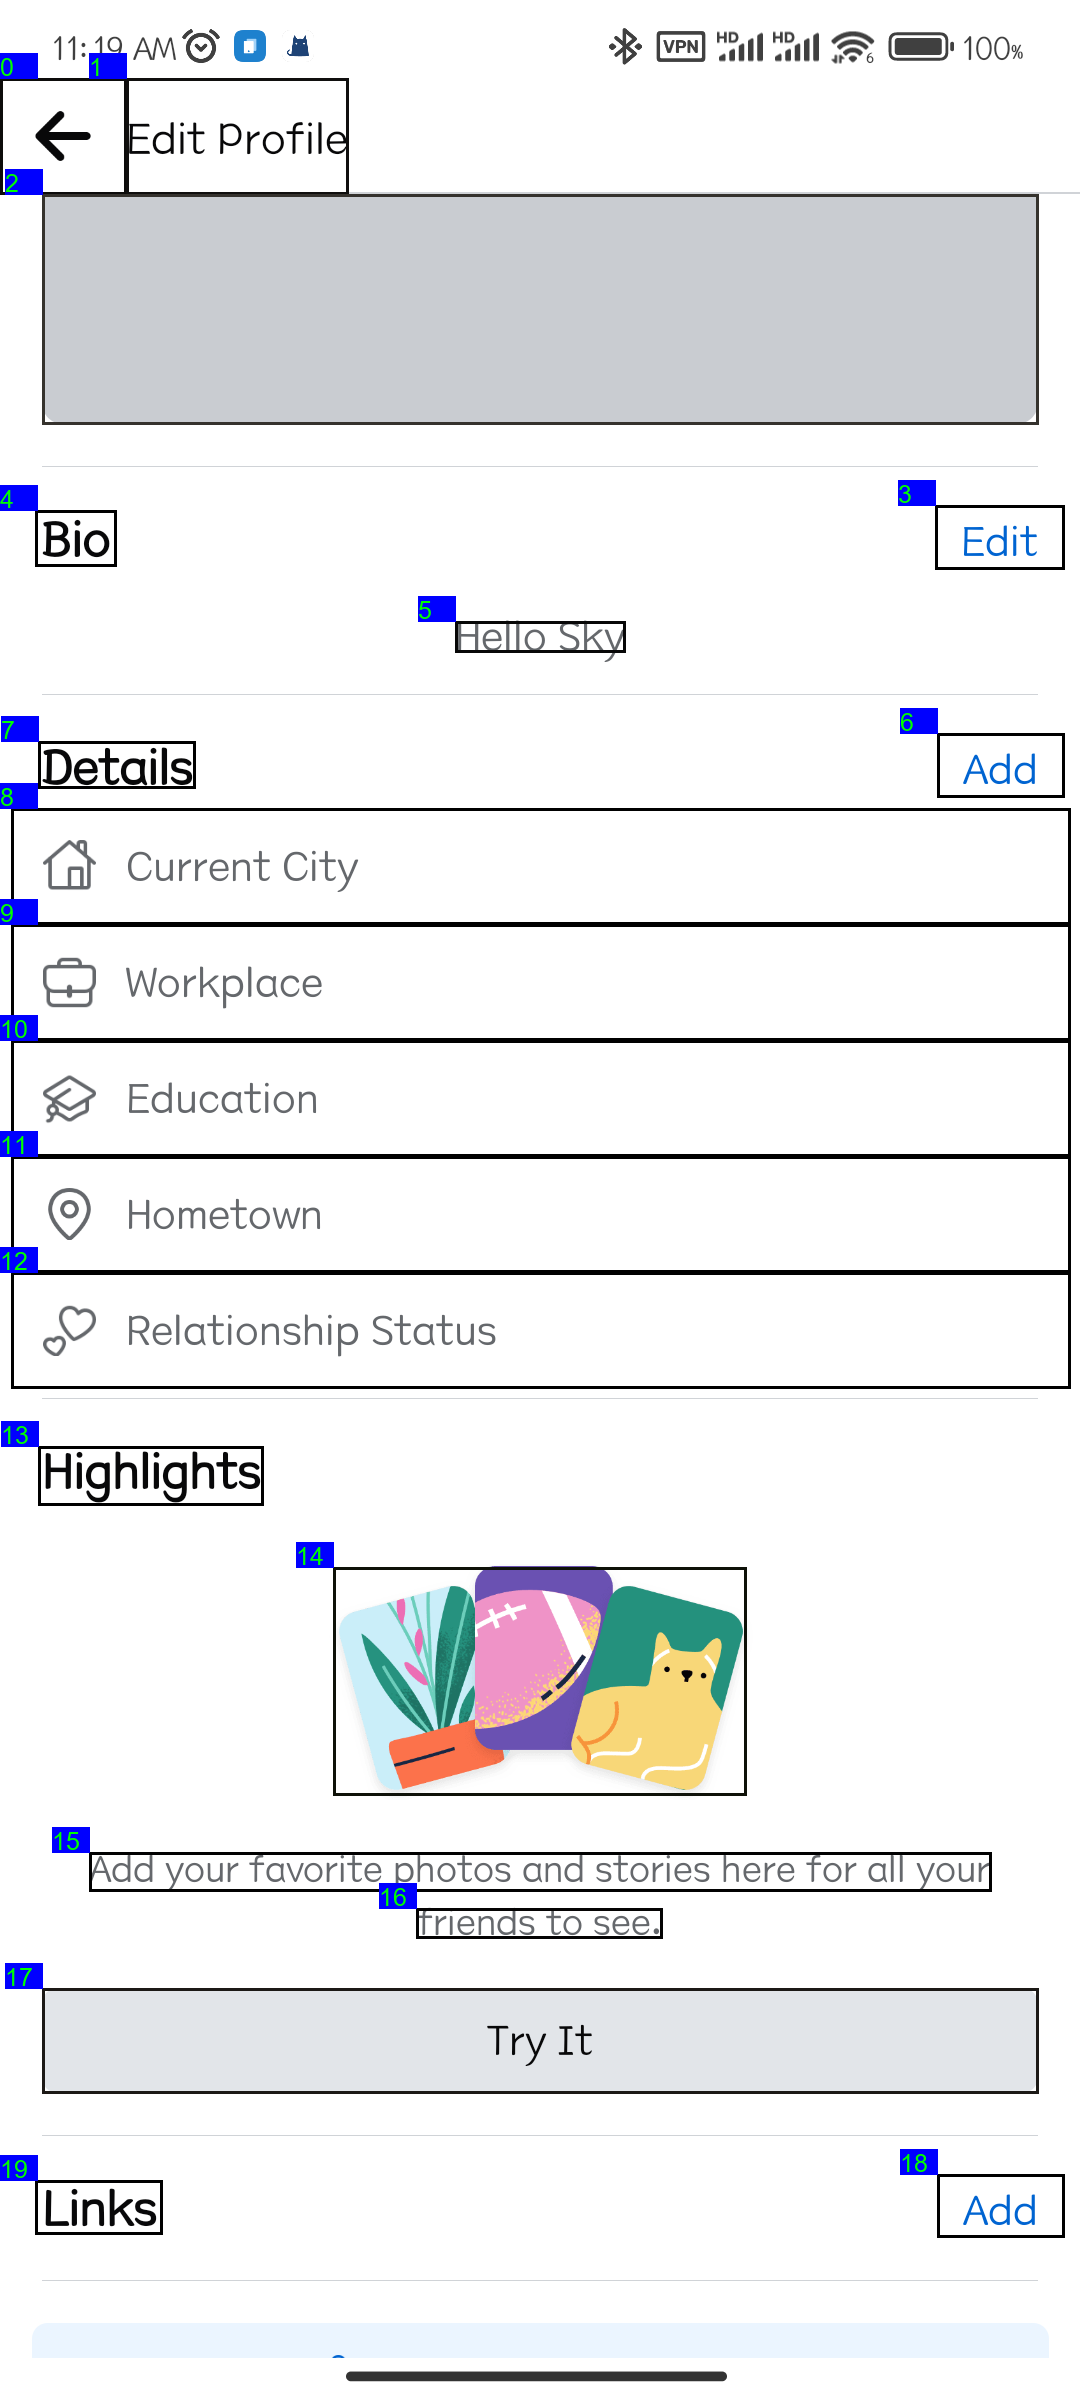 11:19 AM
VPN HD HD 6 100%
0 1
Edit Profile
2
4 3
Bio Edit
5
Hello Sky
7 6
Details Add
8
Current City
9
Workplace
10
Education
11
Hometown
12
Relationship Status
13
Highlights
14
15
Add your favorite photos and stories here for all your
16
friends to see.
17
Try It
19 18
Links Add